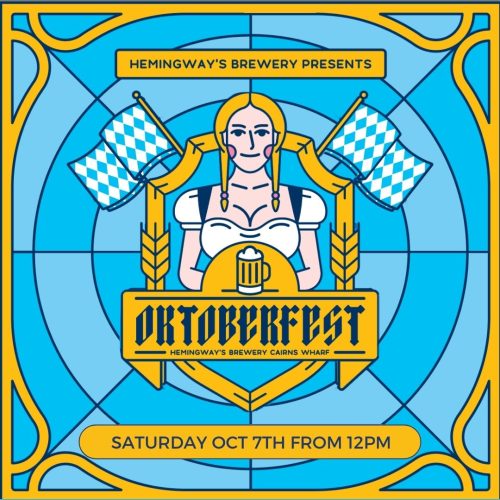 HEMINGWAY'S BREWERY PRESENTS
OKTOBERFEST
HEMINGWAY'S BREWERY CAIRNS WHARF
SATURDAY OCT 7TH FROM 12PM